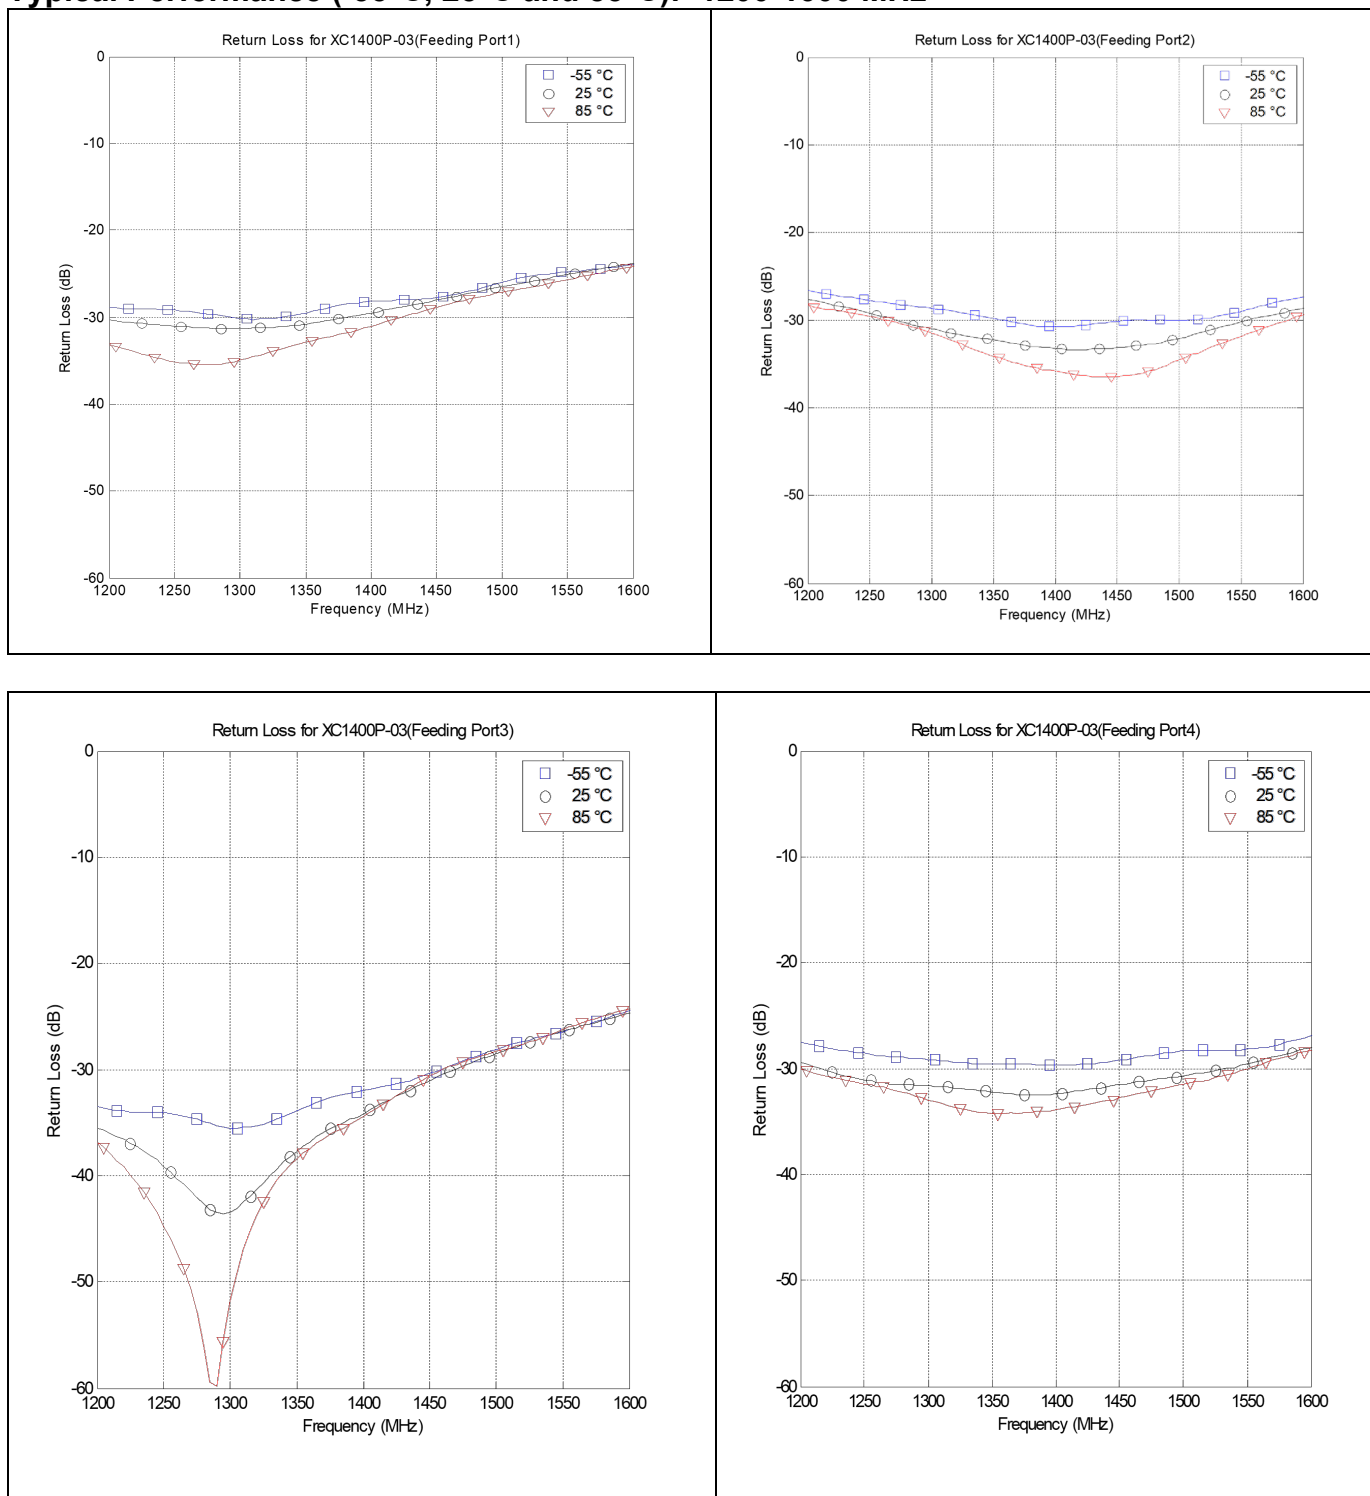 Return Loss for XC1400P-03(Feeding Port1)
0
-10
-20
-30
-40
-50
-60
Return Loss (dB)
-55 °C
25 °C
85 °C
1200 1250 1300 1350 1400 1450 1500 1550 1600
Frequency (MHz)
Return Loss for XC1400P-03(Feeding Port2)
0
-10
-20
-30
-40
-50
-60
Return Loss (dB)
-55 °C
25 °C
85 °C
1200 1250 1300 1350 1400 1450 1500 1550 1600
Frequency (MHz)
Return Loss for XC1400P-03(Feeding Port3)
0
-10
-20
-30
-40
-50
-60
Return Loss (dB)
-55 °C
25 °C
85 °C
1200 1250 1300 1350 1400 1450 1500 1550 1600
Frequency (MHz)
Return Loss for XC1400P-03(Feeding Port4)
0
-10
-20
-30
-40
-50
-60
Return Loss (dB)
-55 °C
25 °C
85 °C
1200 1250 1300 1350 1400 1450 1500 1550 1600
Frequency (MHz)